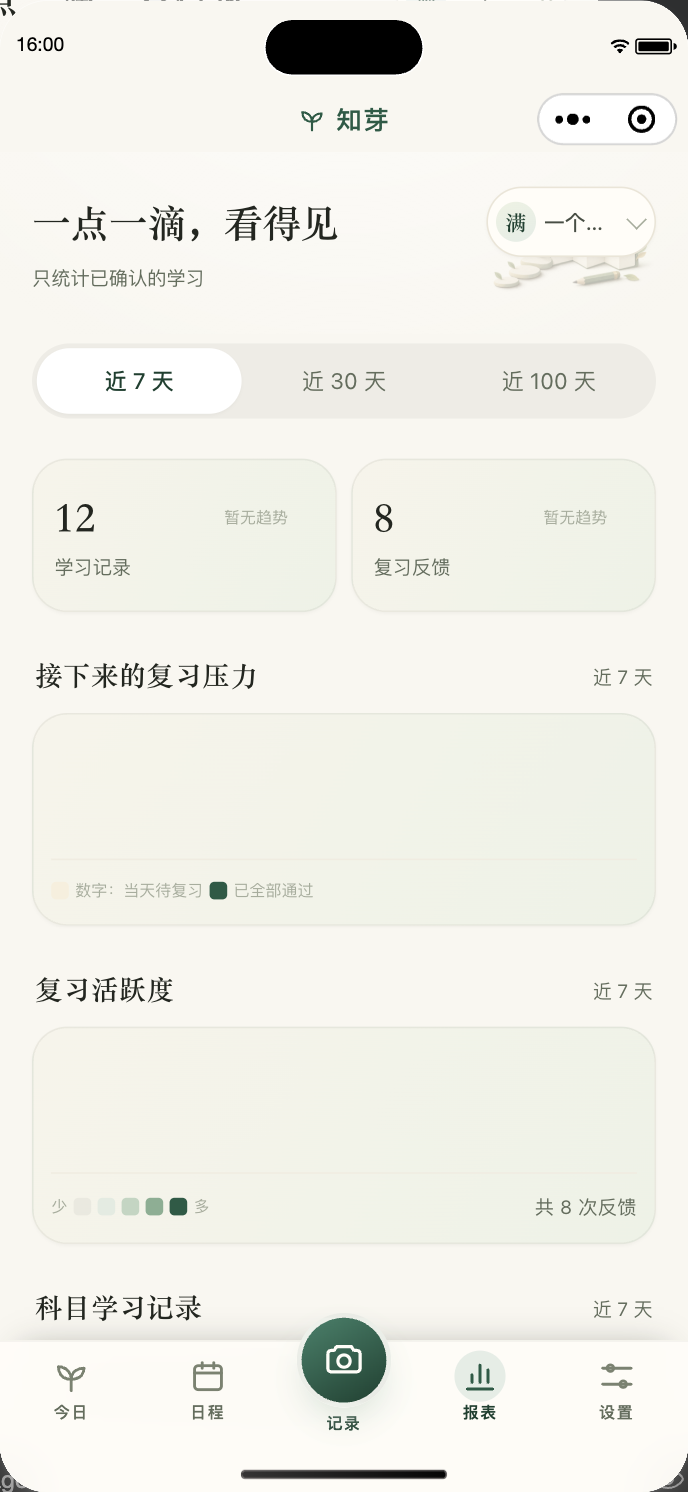 16:00
知芽
一点一滴，看得见
满 一个...
只统计已确认的学习
近 7 天 近 30 天 近 100 天
12 暂无趋势
学习记录
8 暂无趋势
复习反馈
接下来的复习压力 近 7 天
数字：当天待复习 已全部通过
复习活跃度 近 7 天
少 多 共 8 次反馈
科目学习记录 近 7 天
今日 日程 记录 报表 设置